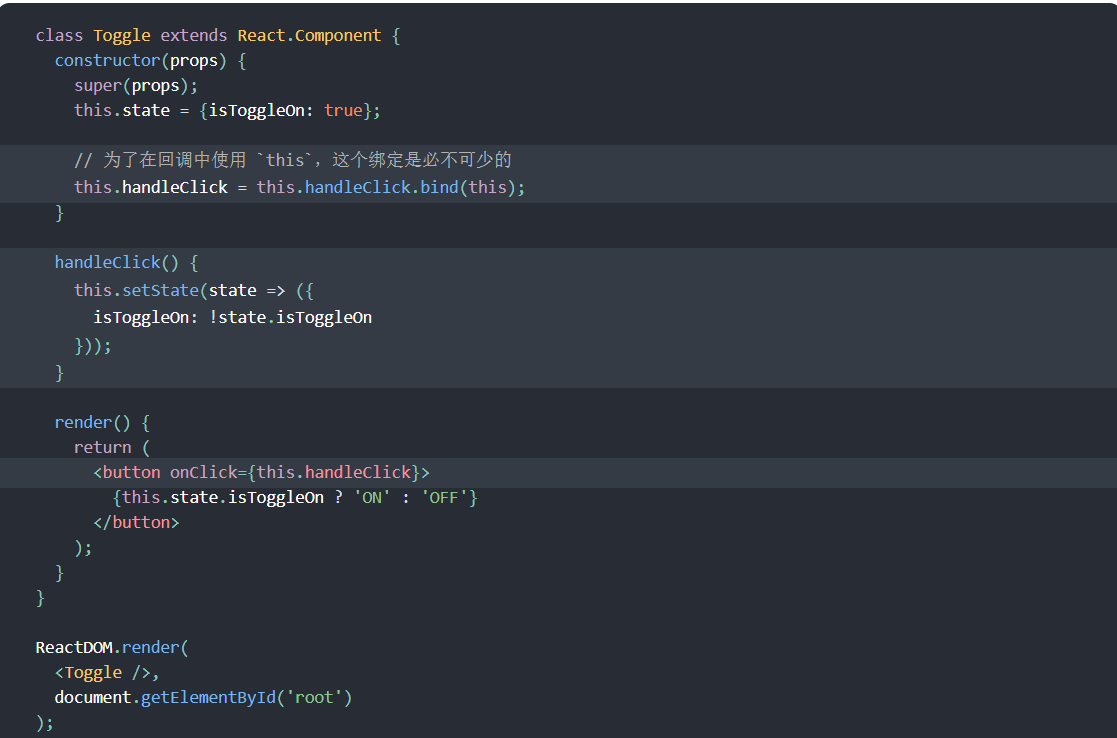 class Toggle extends React.Component {
  constructor(props) {
    super(props);
    this.state = {isToggleOn: true};

    // 为了在回调中使用 `this`，这个绑定是必不可少的
    this.handleClick = this.handleClick.bind(this);
  }

  handleClick() {
    this.setState(state => ({
      isToggleOn: !state.isToggleOn
    }));
  }

  render() {
    return (
      <button onClick={this.handleClick}>
        {this.state.isToggleOn ? 'ON' : 'OFF'}
      </button>
    );
  }
}

ReactDOM.render(
  <Toggle />,
  document.getElementById('root')
);